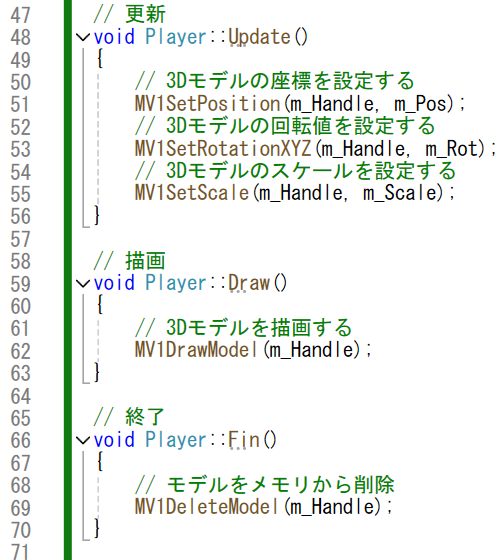 47 // 更新
48 void Player::Update()
49 {
50 // 3Dモデルの座標を設定する
51 MV1SetPosition(m_Handle, m_Pos);
52 // 3Dモデルの回転値を設定する
53 MV1SetRotationXYZ(m_Handle, m_Rot);
54 // 3Dモデルのスケールを設定する
55 MV1SetScale(m_Handle, m_Scale);
56 }
57
58 // 描画
59 void Player::Draw()
60 {
61 // 3Dモデルを描画する
62 MV1DrawModel(m_Handle);
63 }
64
65 // 終了
66 void Player::Fin()
67 {
68 // モデルをメモリから削除
69 MV1DeleteModel(m_Handle);
70 }
71